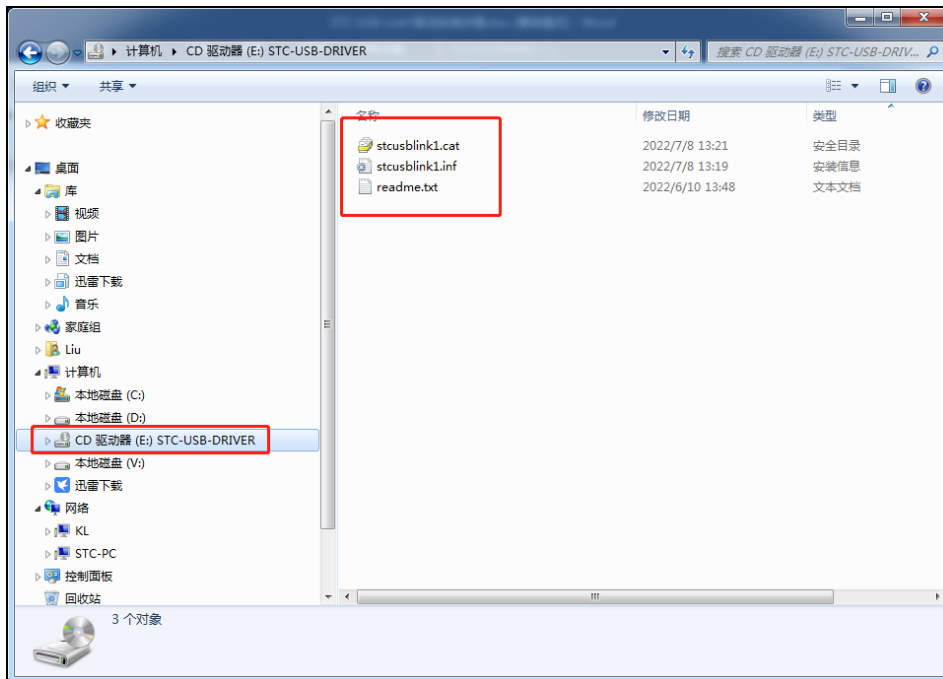 计算机 CD 驱动器 (E:) STC-USB-DRIVER
搜索 CD 驱动器 (E:) STC-USB-DRIV...
组织 共享
收藏夹
桌面
库
视频
图片
文档
迅雷下载
音乐
家庭组
Liu
计算机
本地磁盘 (C:)
本地磁盘 (D:)
CD 驱动器 (E:) STC-USB-DRIVER
本地磁盘 (V:)
迅雷下载
网络
KL
STC-PC
控制面板
回收站
名称 修改日期 类型
stcusblink1.cat 2022/7/8 13:21 安全目录
stcusblink1.inf 2022/7/8 13:19 安装信息
readme.txt 2022/6/10 13:48 文本文档
3 个对象